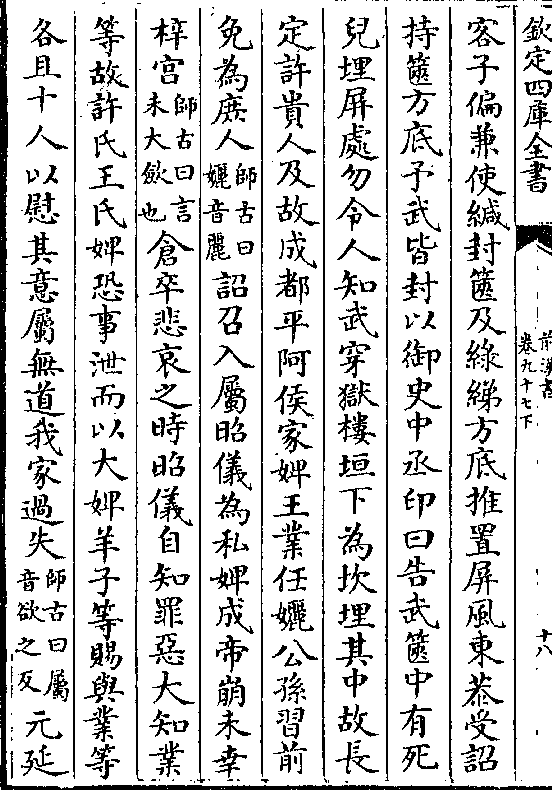 欽定四庫全書
前漢書
卷九十七下
十八
客子偏兼使緘封篋及綠綈方底推置屏風東恭受詔
持篋方底予武皆封以御史中丞印曰告武篋中有死
兒埋屏處勿令人知武穿獄樓垣下為坎埋其中故長
定許貴人及故成都平阿侯家婢王業任孋公孫習前
免為庶人師古曰孋音麗詔召入屬昭儀為私婢成帝崩未幸
梓宮師古曰言未大歛也倉卒悲哀之時昭儀自知罪惡大知業
等故許氏王氏婢恐事泄而以大婢羊子等賜與業等
各且十人以慰其意屬無道我家過失師古曰屬音欲之反元延